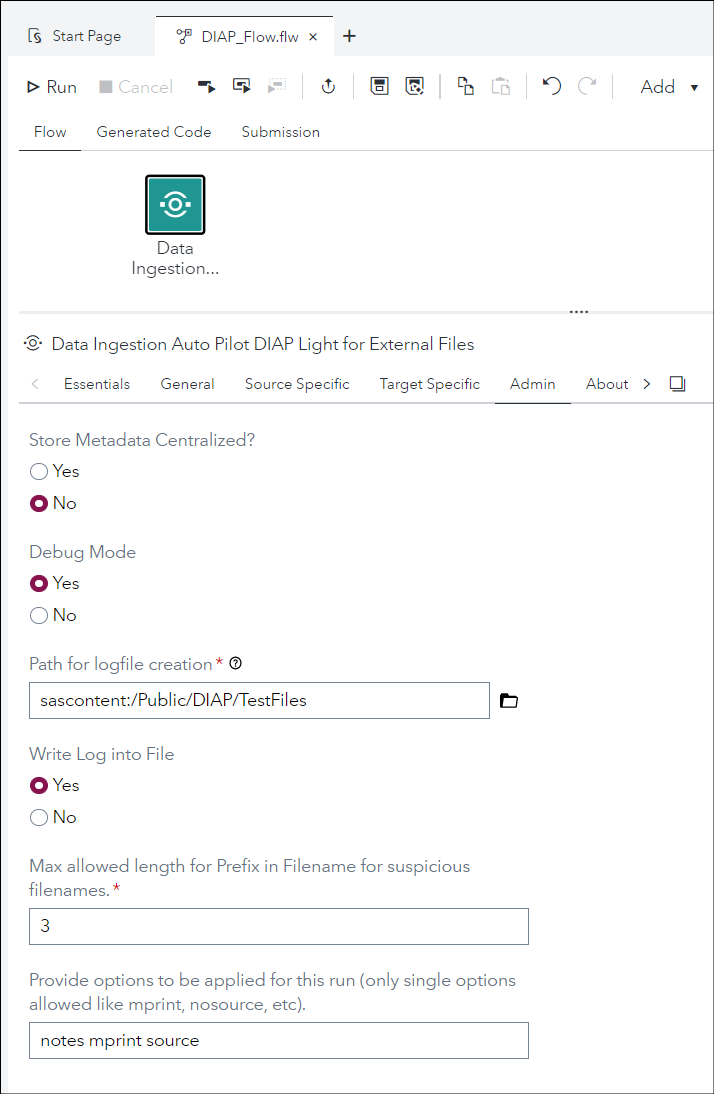 Start Page DIAP_Flow.flw × +
Run Cancel Add
Flow Generated Code Submission
Data
Ingestion...
Data Ingestion Auto Pilot DIAP Light for External Files
Essentials General Source Specific Target Specific Admin About
Store Metadata Centralized?
Yes
No
Debug Mode
Yes
No
Path for logfile creation*
sascontent:/Public/DIAP/TestFiles
Write Log into File
Yes
No
Max allowed length for Prefix in Filename for suspicious
filenames.*
3
Provide options to be applied for this run (only single options
allowed like mprint, nosource, etc).
notes mprint source